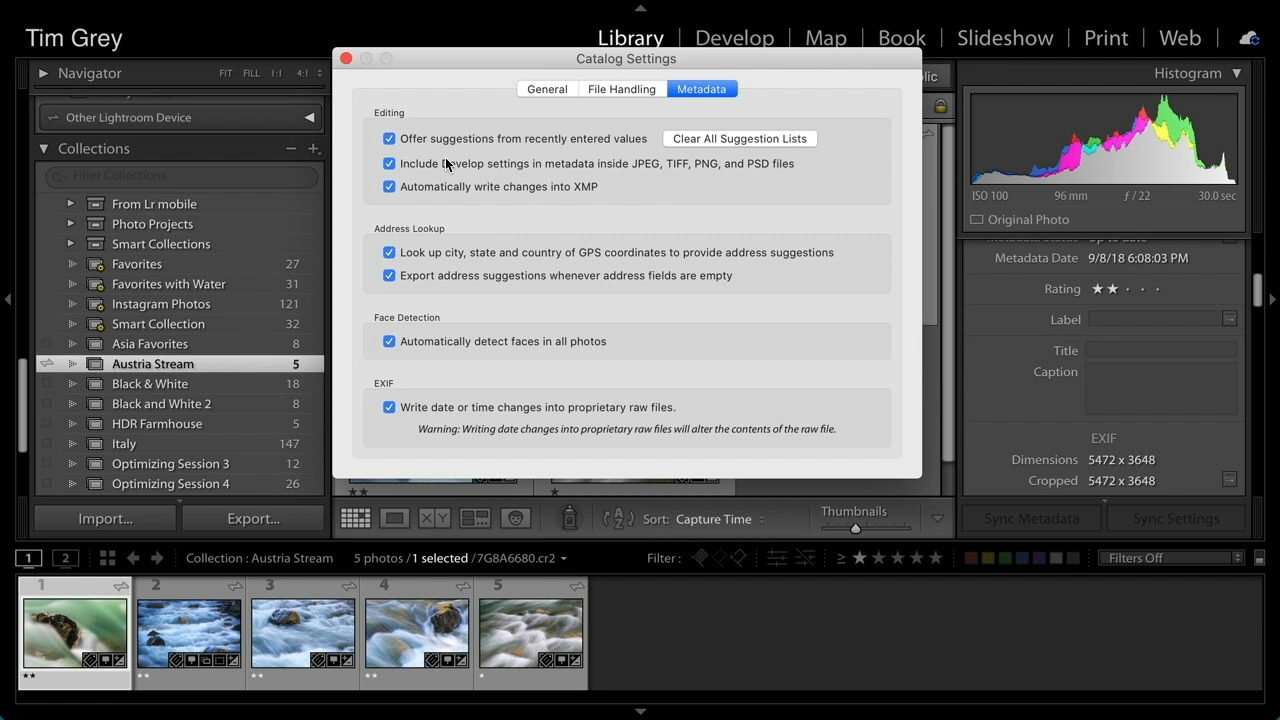 Tim Grey
Library | Develop | Map | Book | Slideshow | Print | Web
Navigator FIT FILL 1:1 4:1
Other Lightroom Device
Collections
Filter Collections
From Lr mobile
Photo Projects
Smart Collections
Favorites 27
Favorites with Water 31
Instagram Photos 121
Smart Collection 32
Asia Favorites 8
Austria Stream 5
Black & White 18
Black and White 2 8
HDR Farmhouse 5
Italy 147
Optimizing Session 3 12
Optimizing Session 4 26
Import... Export...
Catalog Settings
General File Handling Metadata
Editing
Offer suggestions from recently entered values Clear All Suggestion Lists
Include Develop settings in metadata inside JPEG, TIFF, PNG, and PSD files
Automatically write changes into XMP
Address Lookup
Look up city, state and country of GPS coordinates to provide address suggestions
Export address suggestions whenever address fields are empty
Face Detection
Automatically detect faces in all photos
EXIF
Write date or time changes into proprietary raw files.
Warning: Writing date changes into proprietary raw files will alter the contents of the raw file.
Sort: Capture Time
Thumbnails
Histogram
ISO 100 96 mm ƒ / 22 30.0 sec
Original Photo
Metadata Date 9/8/18 6:08:03 PM
Rating
Label
Title
Caption
EXIF
Dimensions 5472 x 3648
Cropped 5472 x 3648
Sync Metadata Sync Settings
1 2 Collection : Austria Stream 5 photos / 1 selected / 7G8A6680.cr2 Filter : ≥ Filters Off
1 2 3 4 5